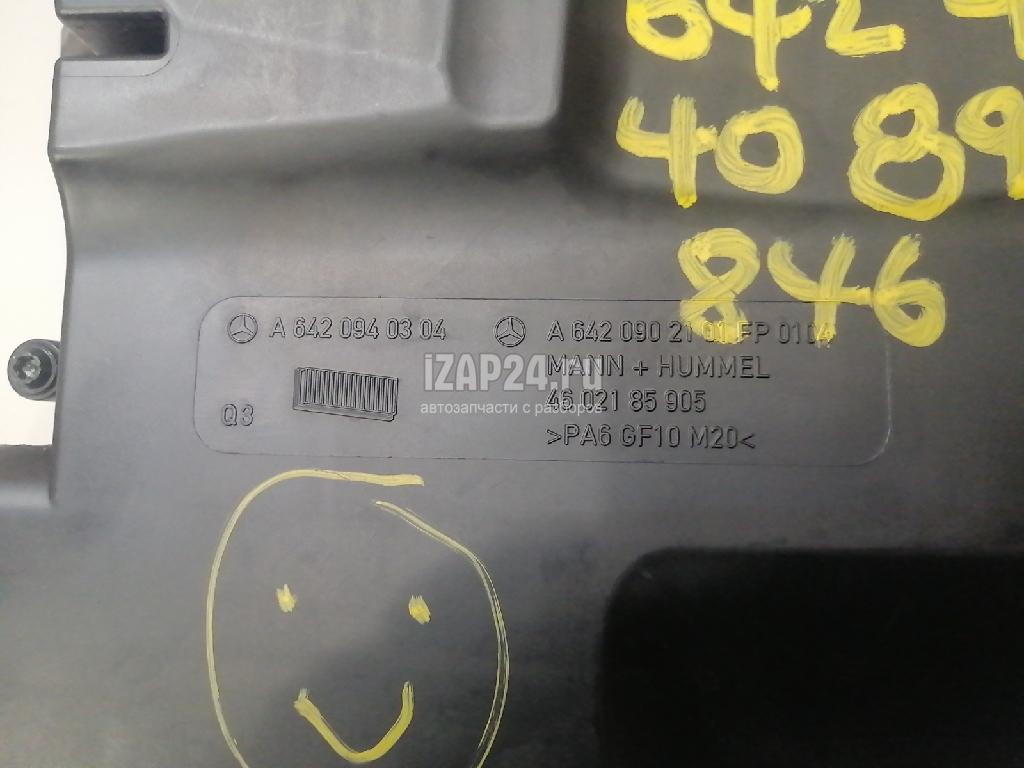 642
40 89
846
A 642 094 03 04
A 642 090 21 01 FP 0104
MANN + HUMMEL
46 021 85 905
>PA6 GF10 M20<
Q3
iZAP24.ru
автозапчасти с разборов